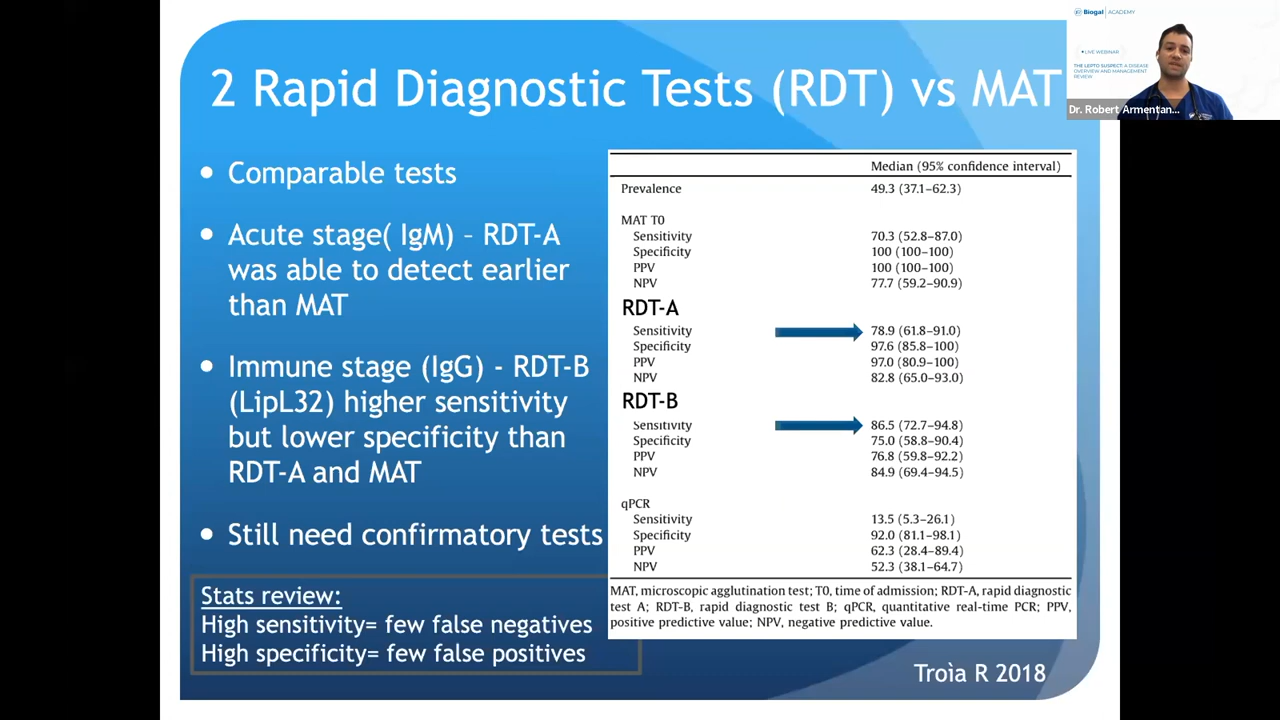 2 Rapid Diagnostic Tests (RDT) vs MAT
Biogal ACADEMY
• LIVE WEBINAR
THE LEPTO SUSPECT: A DISEASE
OVERVIEW AND MANAGEMENT
REVIEW
Dr. Robert Armentan...
• Comparable tests
• Acute stage( IgM) – RDT-A
was able to detect earlier
than MAT
• Immune stage (IgG) - RDT-B
(LipL32) higher sensitivity
but lower specificity than
RDT-A and MAT
• Still need confirmatory tests
Stats review:
High sensitivity= few false negatives
High specificity= few false positives
Median (95% confidence interval)
Prevalence 49.3 (37.1–62.3)
MAT T0
Sensitivity 70.3 (52.8–87.0)
Specificity 100 (100–100)
PPV 100 (100–100)
NPV 77.7 (59.2–90.9)
RDT-A
Sensitivity 78.9 (61.8–91.0)
Specificity 97.6 (85.8–100)
PPV 97.0 (80.9–100)
NPV 82.8 (65.0–93.0)
RDT-B
Sensitivity 86.5 (72.7–94.8)
Specificity 75.0 (58.8–90.4)
PPV 76.8 (59.8–92.2)
NPV 84.9 (69.4–94.5)
qPCR
Sensitivity 13.5 (5.3–26.1)
Specificity 92.0 (81.1–98.1)
PPV 62.3 (28.4–89.4)
NPV 52.3 (38.1–64.7)
MAT, microscopic agglutination test; T0, time of admission; RDT-A, rapid diagnostic
test A; RDT-B, rapid diagnostic test B; qPCR, quantitative real-time PCR; PPV,
positive predictive value; NPV, negative predictive value.
Troìa R 2018